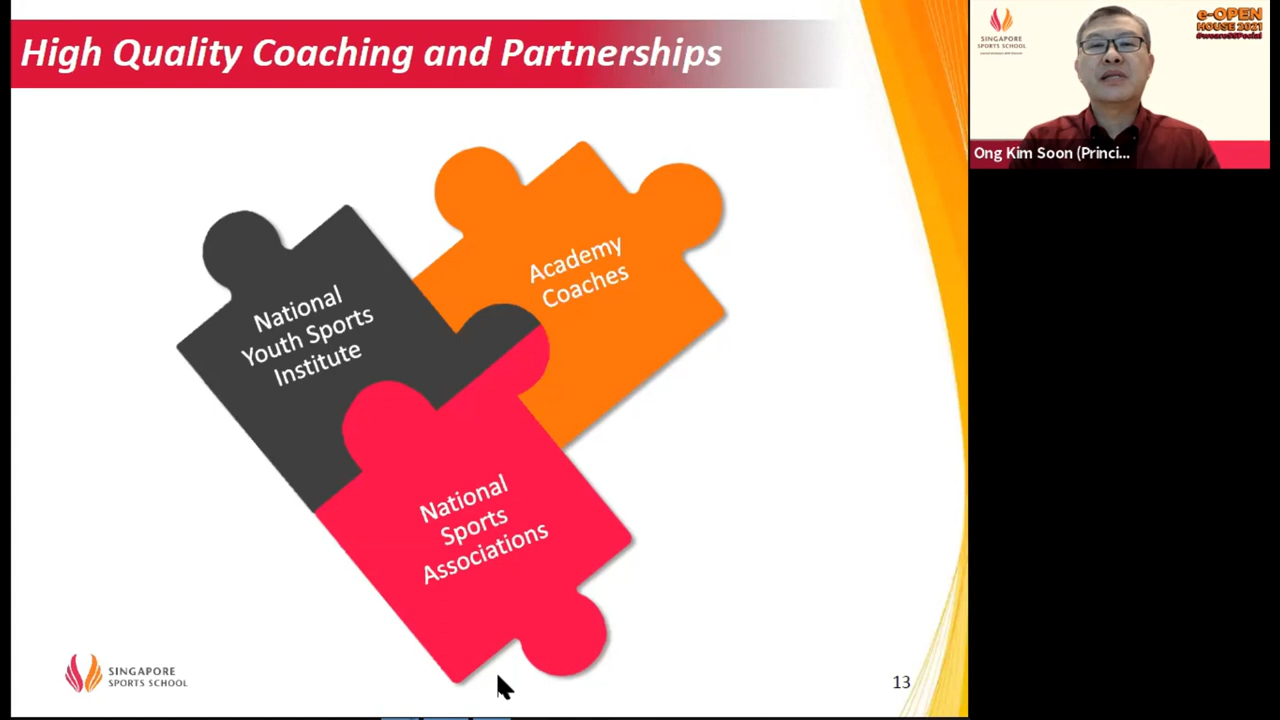 High Quality Coaching and Partnerships
National
Youth Sports
Institute
Academy
Coaches
National
Sports
Associations
SINGAPORE
SPORTS SCHOOL
13
SINGAPORE
SPORTS SCHOOL
e-OPEN
HOUSE 2021
#weareSSPecial
Ong Kim Soon (Princi...